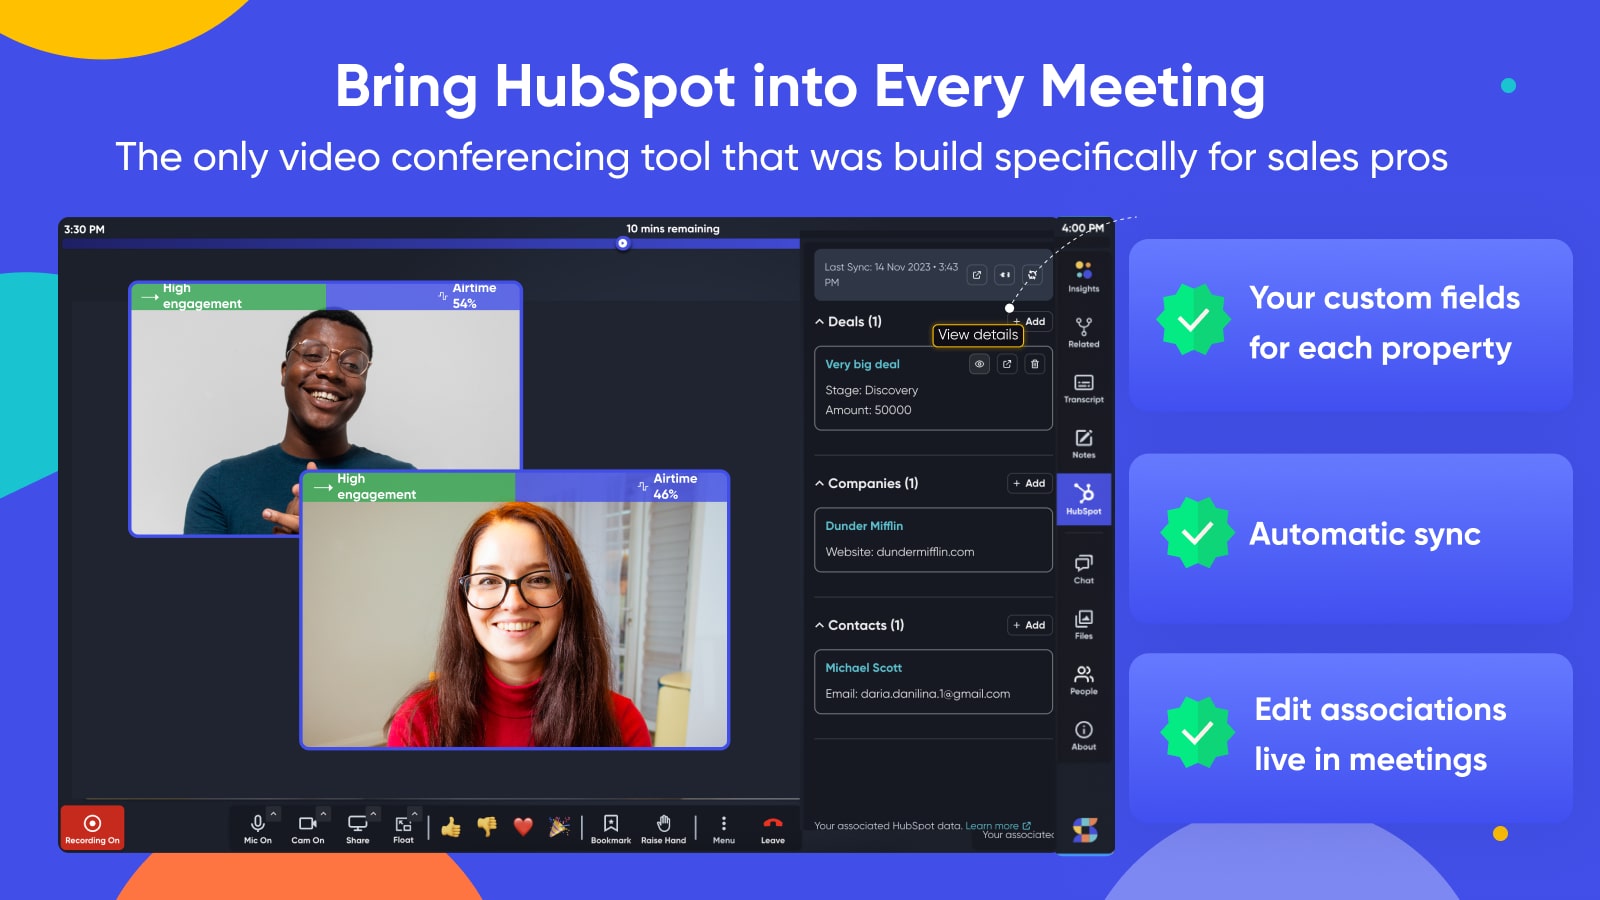 Bring HubSpot into Every Meeting
The only video conferencing tool that was build specifically for sales pros
3:30 PM
10 mins remaining
4:00 PM
High
engagement
Airtime
54%
High
engagement
Airtime
46%
Last Sync: 14 Nov 2023 • 3:43
PM
Deals (1)
+ Add
View details
Very big deal
Stage: Discovery
Amount: 50000
Companies (1)
+ Add
Dunder Mifflin
Website: dundermifflin.com
Contacts (1)
+ Add
Michael Scott
Email: daria.danilina.1@gmail.com
Your associated HubSpot data. Learn more
Your associated
Insights
Related
Transcript
Notes
HubSpot
Chat
Files
People
About
Recording On
Mic On
Cam On
Share
Float
Bookmark
Raise Hand
Menu
Leave
Your custom fields
for each property
Automatic sync
Edit associations
live in meetings